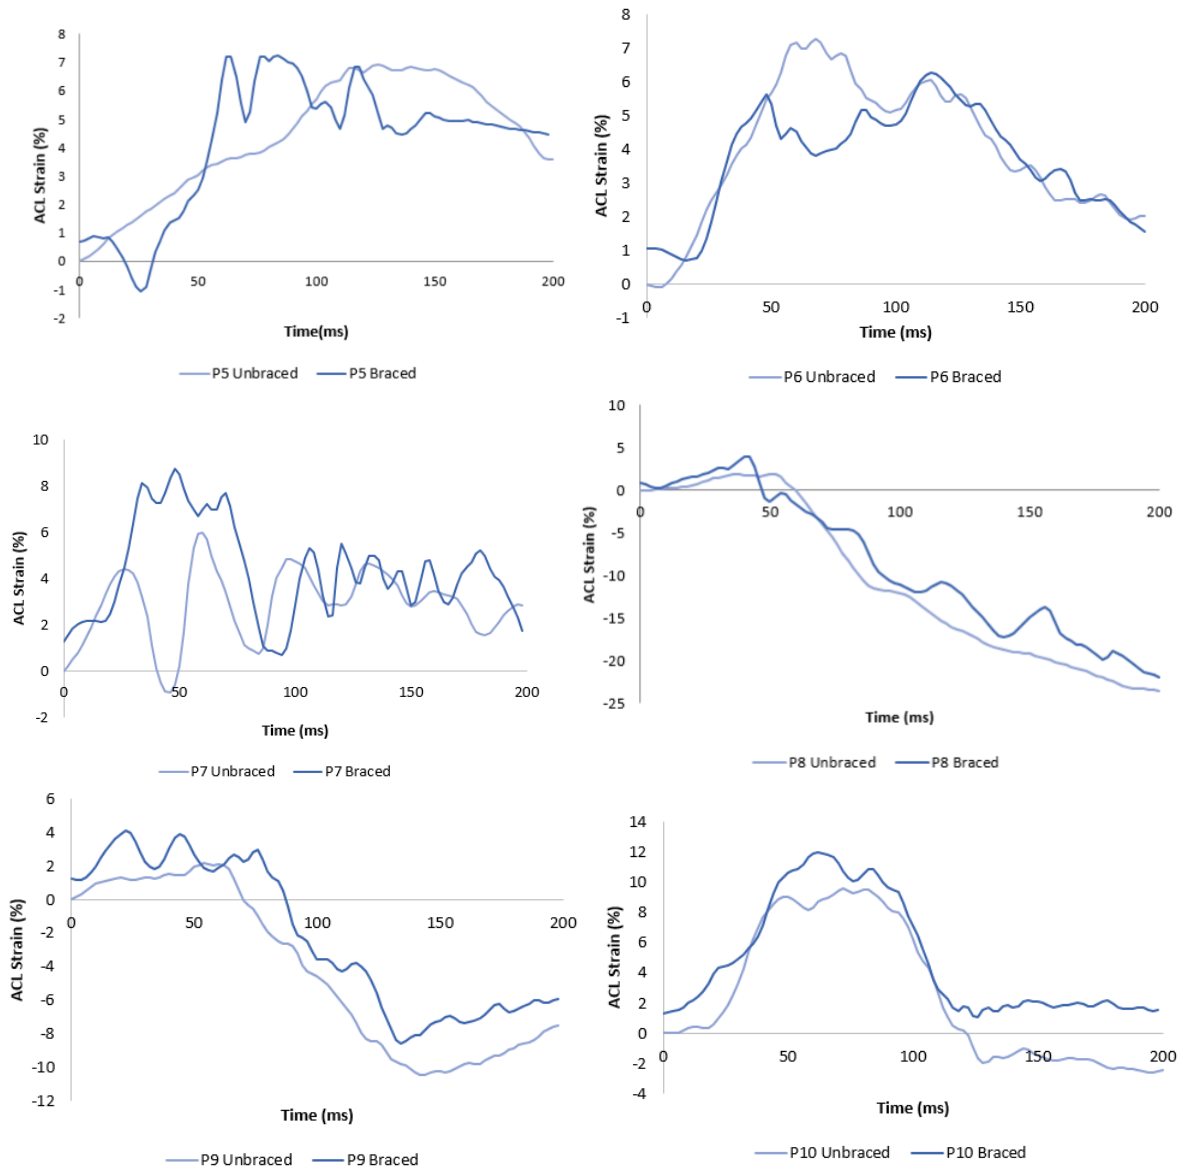 8
7
6
5
4
3
2
1
0
-1
-2
ACL Strain (%)
0 50 100 150 200
Time(ms)
P5 Unbraced P5 Braced
8
7
6
5
4
3
2
1
0
-1
ACL Strain (%)
0 50 100 150 200
Time (ms)
P6 Unbraced P6 Braced
10
8
6
4
2
0
-2
ACL Strain (%)
0 50 100 150 200
Time (ms)
P7 Unbraced P7 Braced
10
5
0
-5
-10
-15
-20
-25
ACL Strain (%)
0 50 100 150 200
Time (ms)
P8 Unbraced P8 Braced
6
4
2
0
-2
-4
-6
-8
-10
-12
ACL Strain (%)
0 50 100 150 200
Time (ms)
P9 Unbraced P9 Braced
14
12
10
8
6
4
2
0
-2
-4
ACL Strain (%)
0 50 100 150 200
Time (ms)
P10 Unbraced P10 Braced